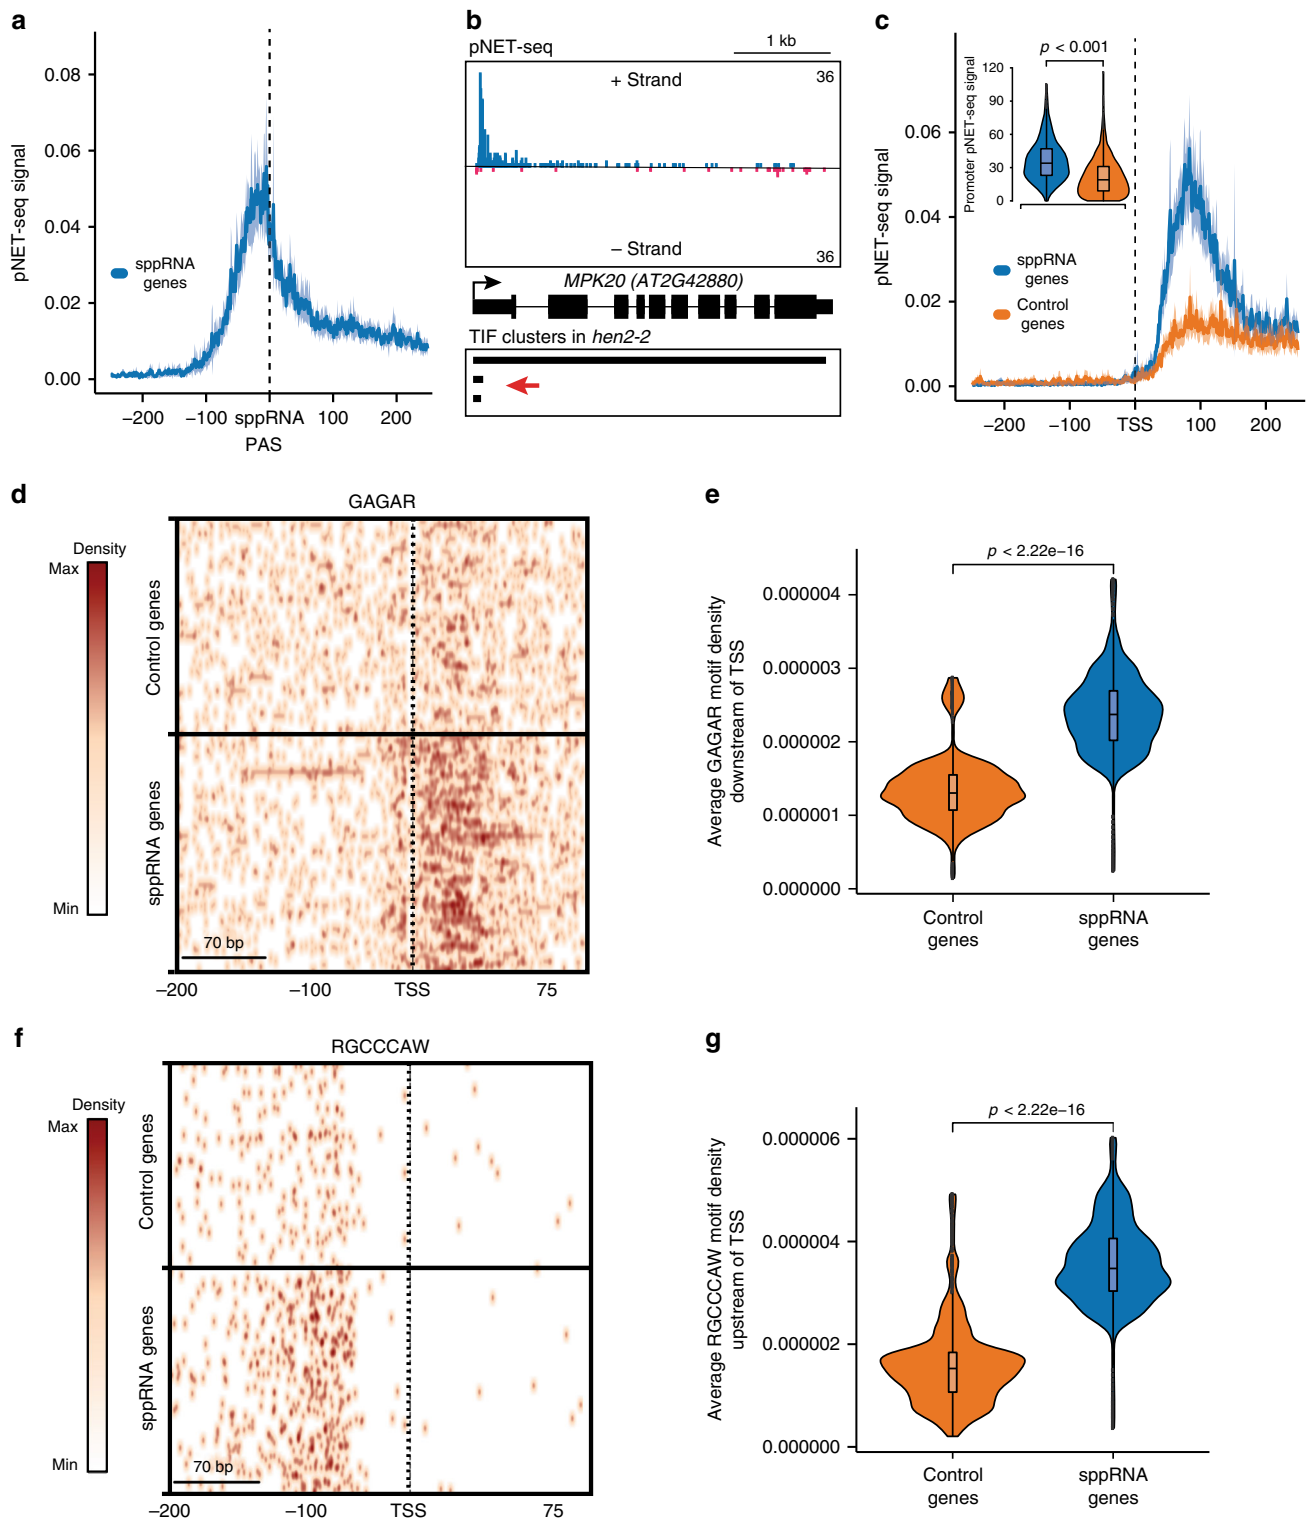 a
pNET-seq signal
0.08
0.06
0.04
0.02
0.00
sppRNA
genes
−200
−100
sppRNA
PAS
100
200
b
pNET-seq
1 kb
+ Strand
36
− Strand
36
MPK20 (AT2G42880)
TIF clusters in hen2-2
c
pNET-seq signal
0.06
0.04
0.02
0.00
Promoter pNET-seq signal
120
90
60
30
0
p < 0.001
sppRNA
genes
Control
genes
−200
−100
TSS
100
200
d
GAGAR
Density
Max
Min
Control genes
sppRNA genes
70 bp
−200
−100
TSS
75
e
Average GAGAR motif density
downstream of TSS
p < 2.22e−16
0.000004
0.000003
0.000002
0.000001
0.000000
Control
genes
sppRNA
genes
f
RGCCCAW
Density
Max
Min
Control genes
sppRNA genes
70 bp
−200
−100
TSS
75
g
Average RGCCCAW motif density
upstream of TSS
p < 2.22e−16
0.000006
0.000004
0.000002
0.000000
Control
genes
sppRNA
genes